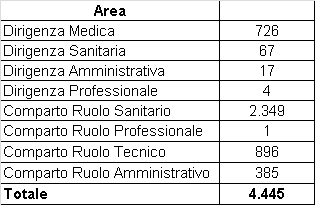 Area
Dirigenza Medica 726
Dirigenza Sanitaria 67
Dirigenza Amministrativa 17
Dirigenza Professionale 4
Comparto Ruolo Sanitario 2.349
Comparto Ruolo Professionale 1
Comparto Ruolo Tecnico 896
Comparto Ruolo Amministrativo 385
Totale 4.445